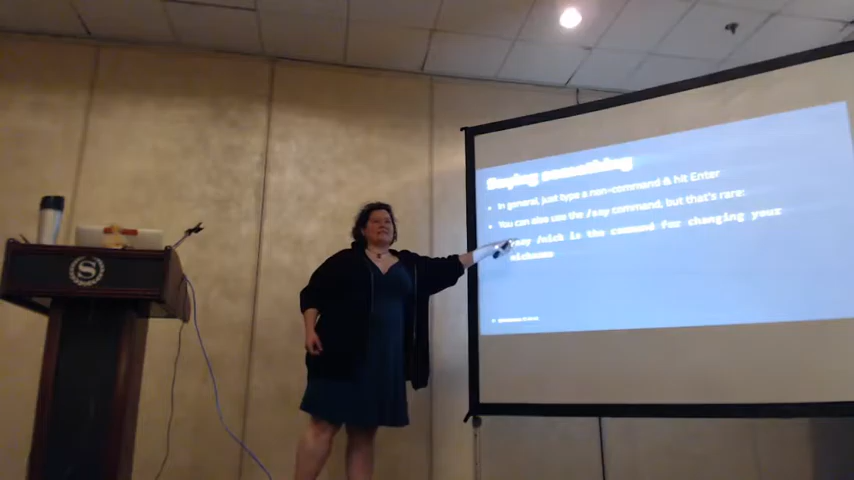 Saying something
In general, just type a non-command & hit Enter
You can also use the /say command, but that's rare:
/say /nick is the command for changing your
nickname
S